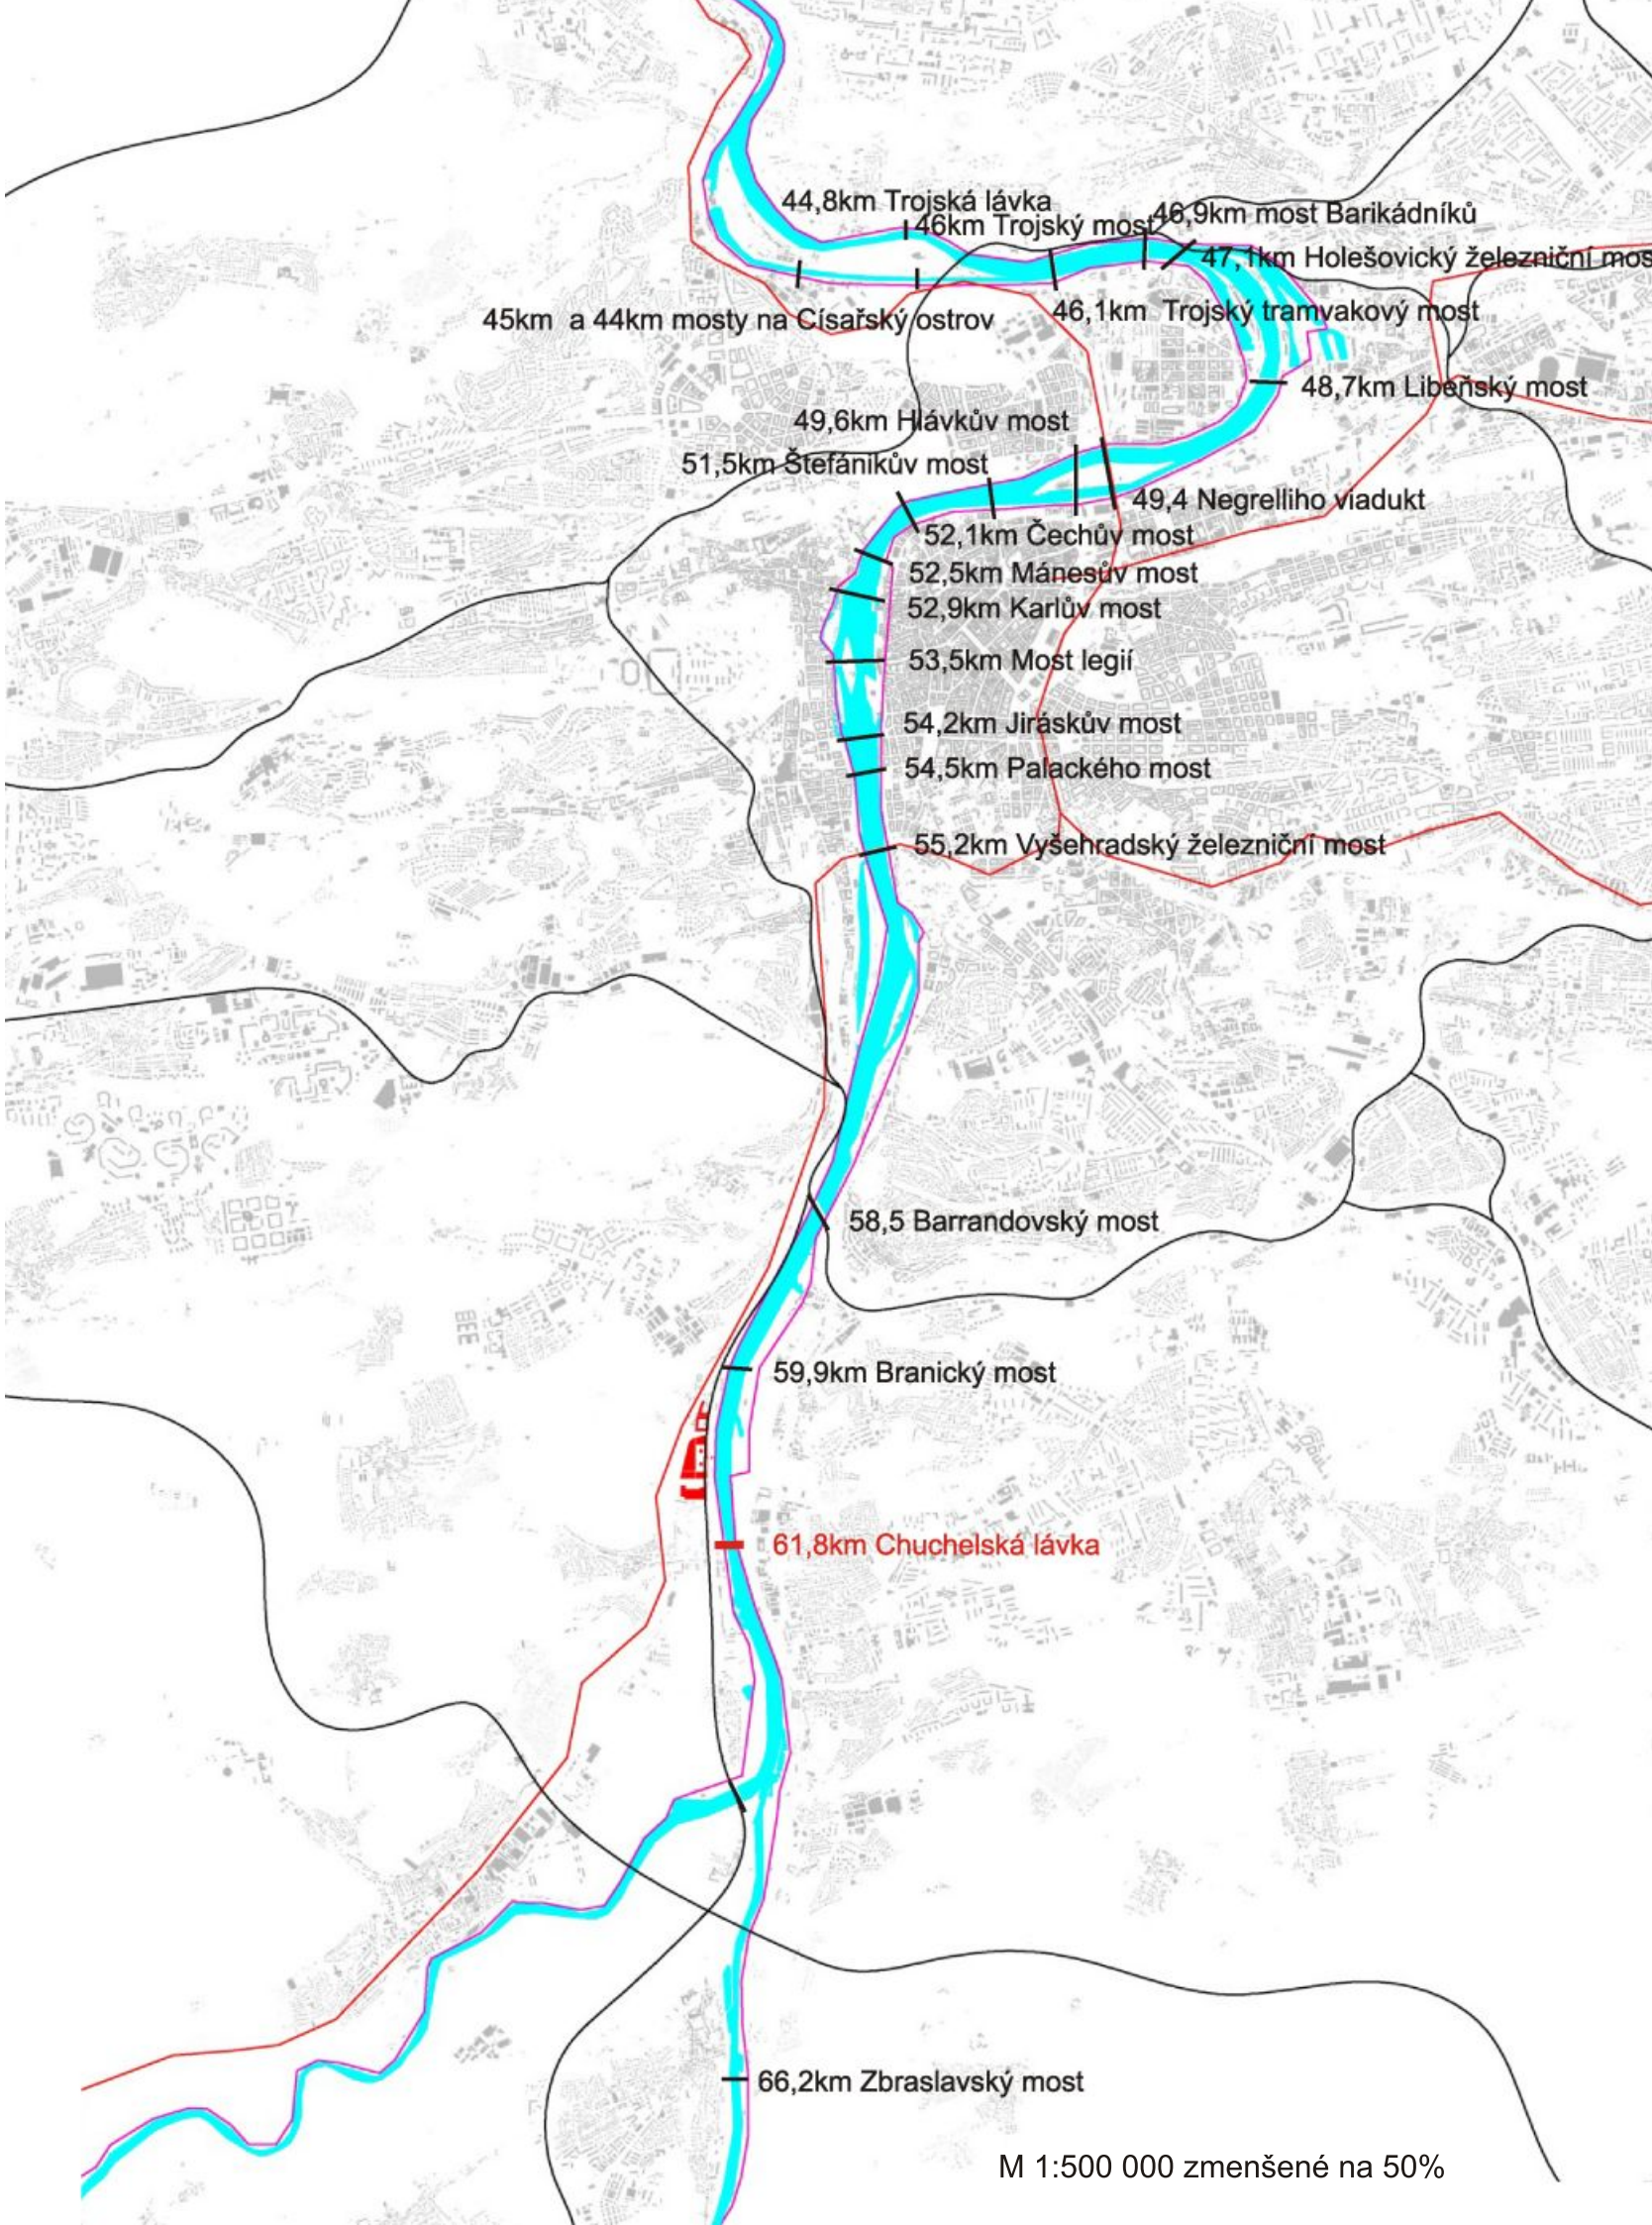 44,8km Trojská lávka
46km Trojský most
46,9km most Barikádníků
47,1km Holešovický železniční mos
45km a 44km mosty na Císařský ostrov
46,1km Trojský tramvakový most
48,7km Libeňský most
49,6km Hlávkův most
51,5km Štefánikův most
49,4 Negrelliho viadukt
52,1km Čechův most
52,5km Mánesův most
52,9km Karlův most
53,5km Most legií
54,2km Jiráskův most
54,5km Palackého most
55,2km Vyšehradský železniční most
58,5 Barrandovský most
59,9km Branický most
61,8km Chuchelská lávka
66,2km Zbraslavský most
M 1:500 000 zmenšené na 50%